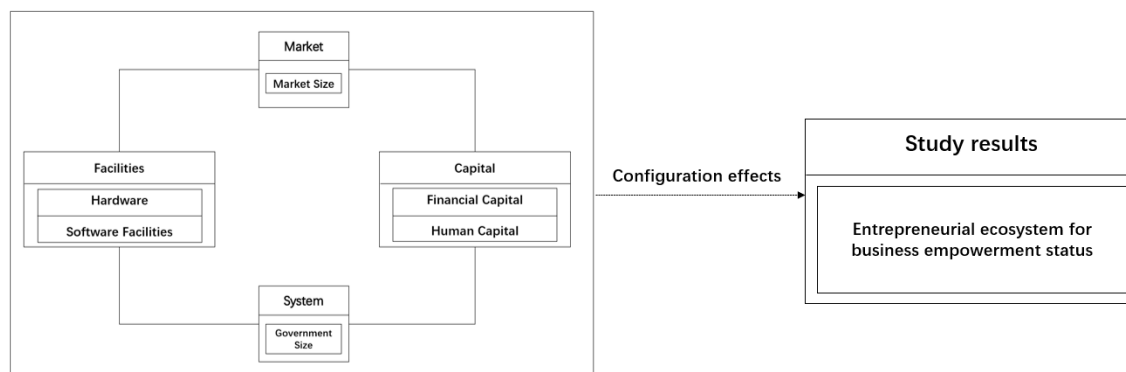 Market
Market Size
Facilities
Hardware
Software Facilities
Capital
Financial Capital
Human Capital
System
Government
Size
Configuration effects
Study results
Entrepreneurial ecosystem for
business empowerment status